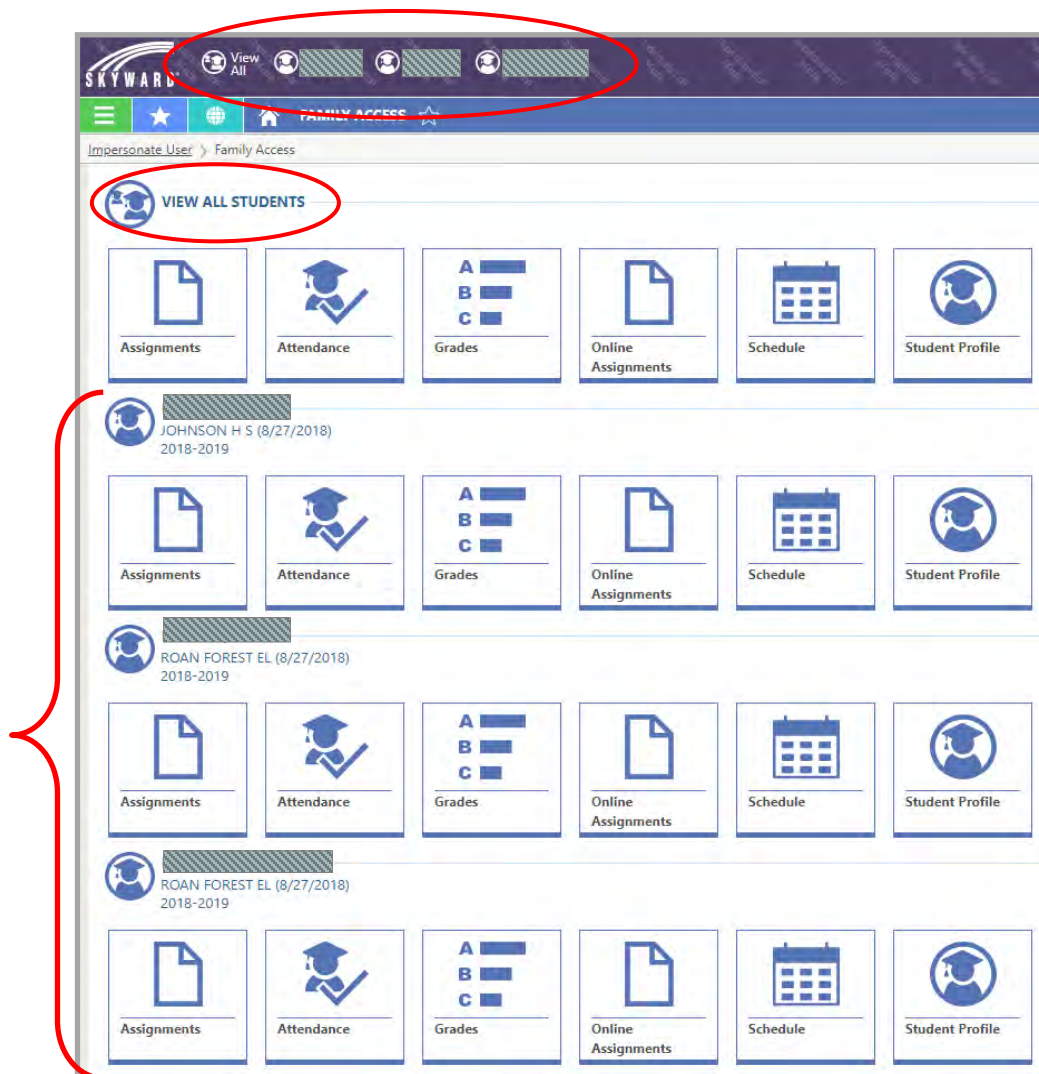 SKYWARD
View
All
FAMILY ACCESS
Impersonate User > Family Access
VIEW ALL STUDENTS
A
B
C
Assignments Attendance Grades Online Assignments Schedule Student Profile
JOHNSON H S (8/27/2018)
2018-2019
A
B
C
Assignments Attendance Grades Online Assignments Schedule Student Profile
ROAN FOREST EL (8/27/2018)
2018-2019
A
B
C
Assignments Attendance Grades Online Assignments Schedule Student Profile
ROAN FOREST EL (8/27/2018)
2018-2019
A
B
C
Assignments Attendance Grades Online Assignments Schedule Student Profile